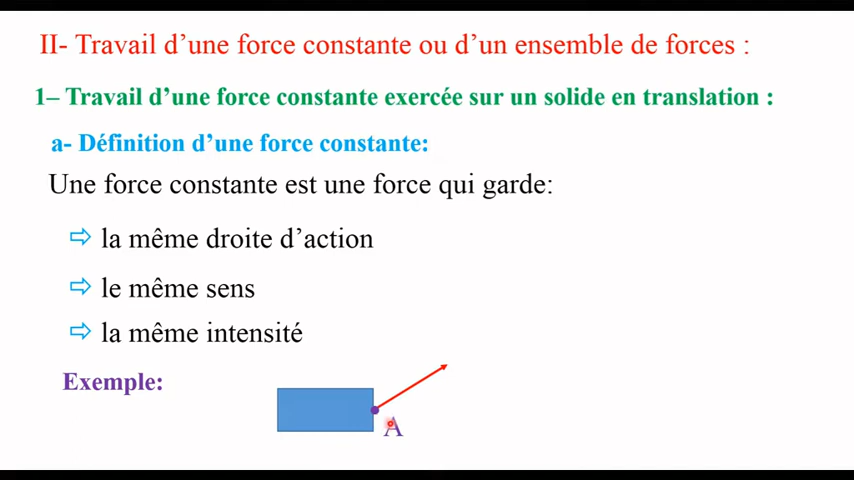 II- Travail d’une force constante ou d’un ensemble de forces :
1– Travail d’une force constante exercée sur un solide en translation :
a- Définition d’une force constante:
Une force constante est une force qui garde:
⇨ la même droite d’action
⇨ le même sens
⇨ la même intensité
Exemple:
A